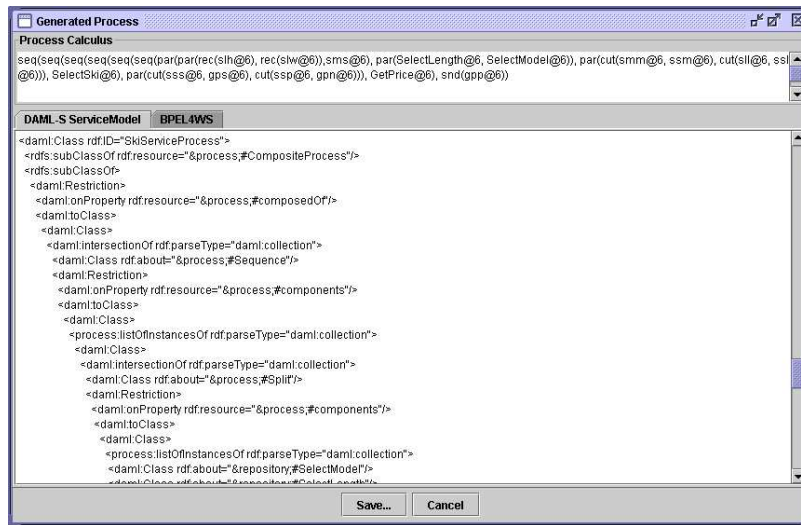 Generated Process
Process Calculus
seq(seq(seq(seq(seq(seq(par(par(rec(slh@6), rec(slw@6)),sms@6), par(SelectLength@6, SelectModel@6)), par(cut(smm@6, ssm@6), cut(sll@6, ssl
@6))), SelectSki@6), par(cut(sss@6, gps@6), cut(ssp@6, gpn@6))), GetPrice@6), snd(gpp@6))
DAML-S ServiceModel BPEL4WS
<daml:Class rdf:ID="SkiServiceProcess">
<rdfs:subClassOf rdf:resource="&process;#CompositeProcess"/>
<rdfs:subClassOf>
<daml:Restriction>
<daml:onProperty rdf:resource="&process;#composedOf"/>
<daml:toClass>
<daml:Class>
<daml:intersectionOf rdf:parseType="daml:collection">
<daml:Class rdf:about="&process;#Sequence"/>
<daml:Restriction>
<daml:onProperty rdf:resource="&process;#components"/>
<daml:toClass>
<daml:Class>
<process:listOfInstancesOf rdf:parseType="daml:collection">
<daml:Class>
<daml:intersectionOf rdf:parseType="daml:collection">
<daml:Class rdf:about="&process;#Split"/>
<daml:Restriction>
<daml:onProperty rdf:resource="&process;#components"/>
<daml:toClass>
<daml:Class>
<process:listOfInstancesOf rdf:parseType="daml:collection">
<daml:Class rdf:about="&repository;#SelectModel"/>
<daml:Class rdf:about="&repository;#SelectLength"/>
Save... Cancel